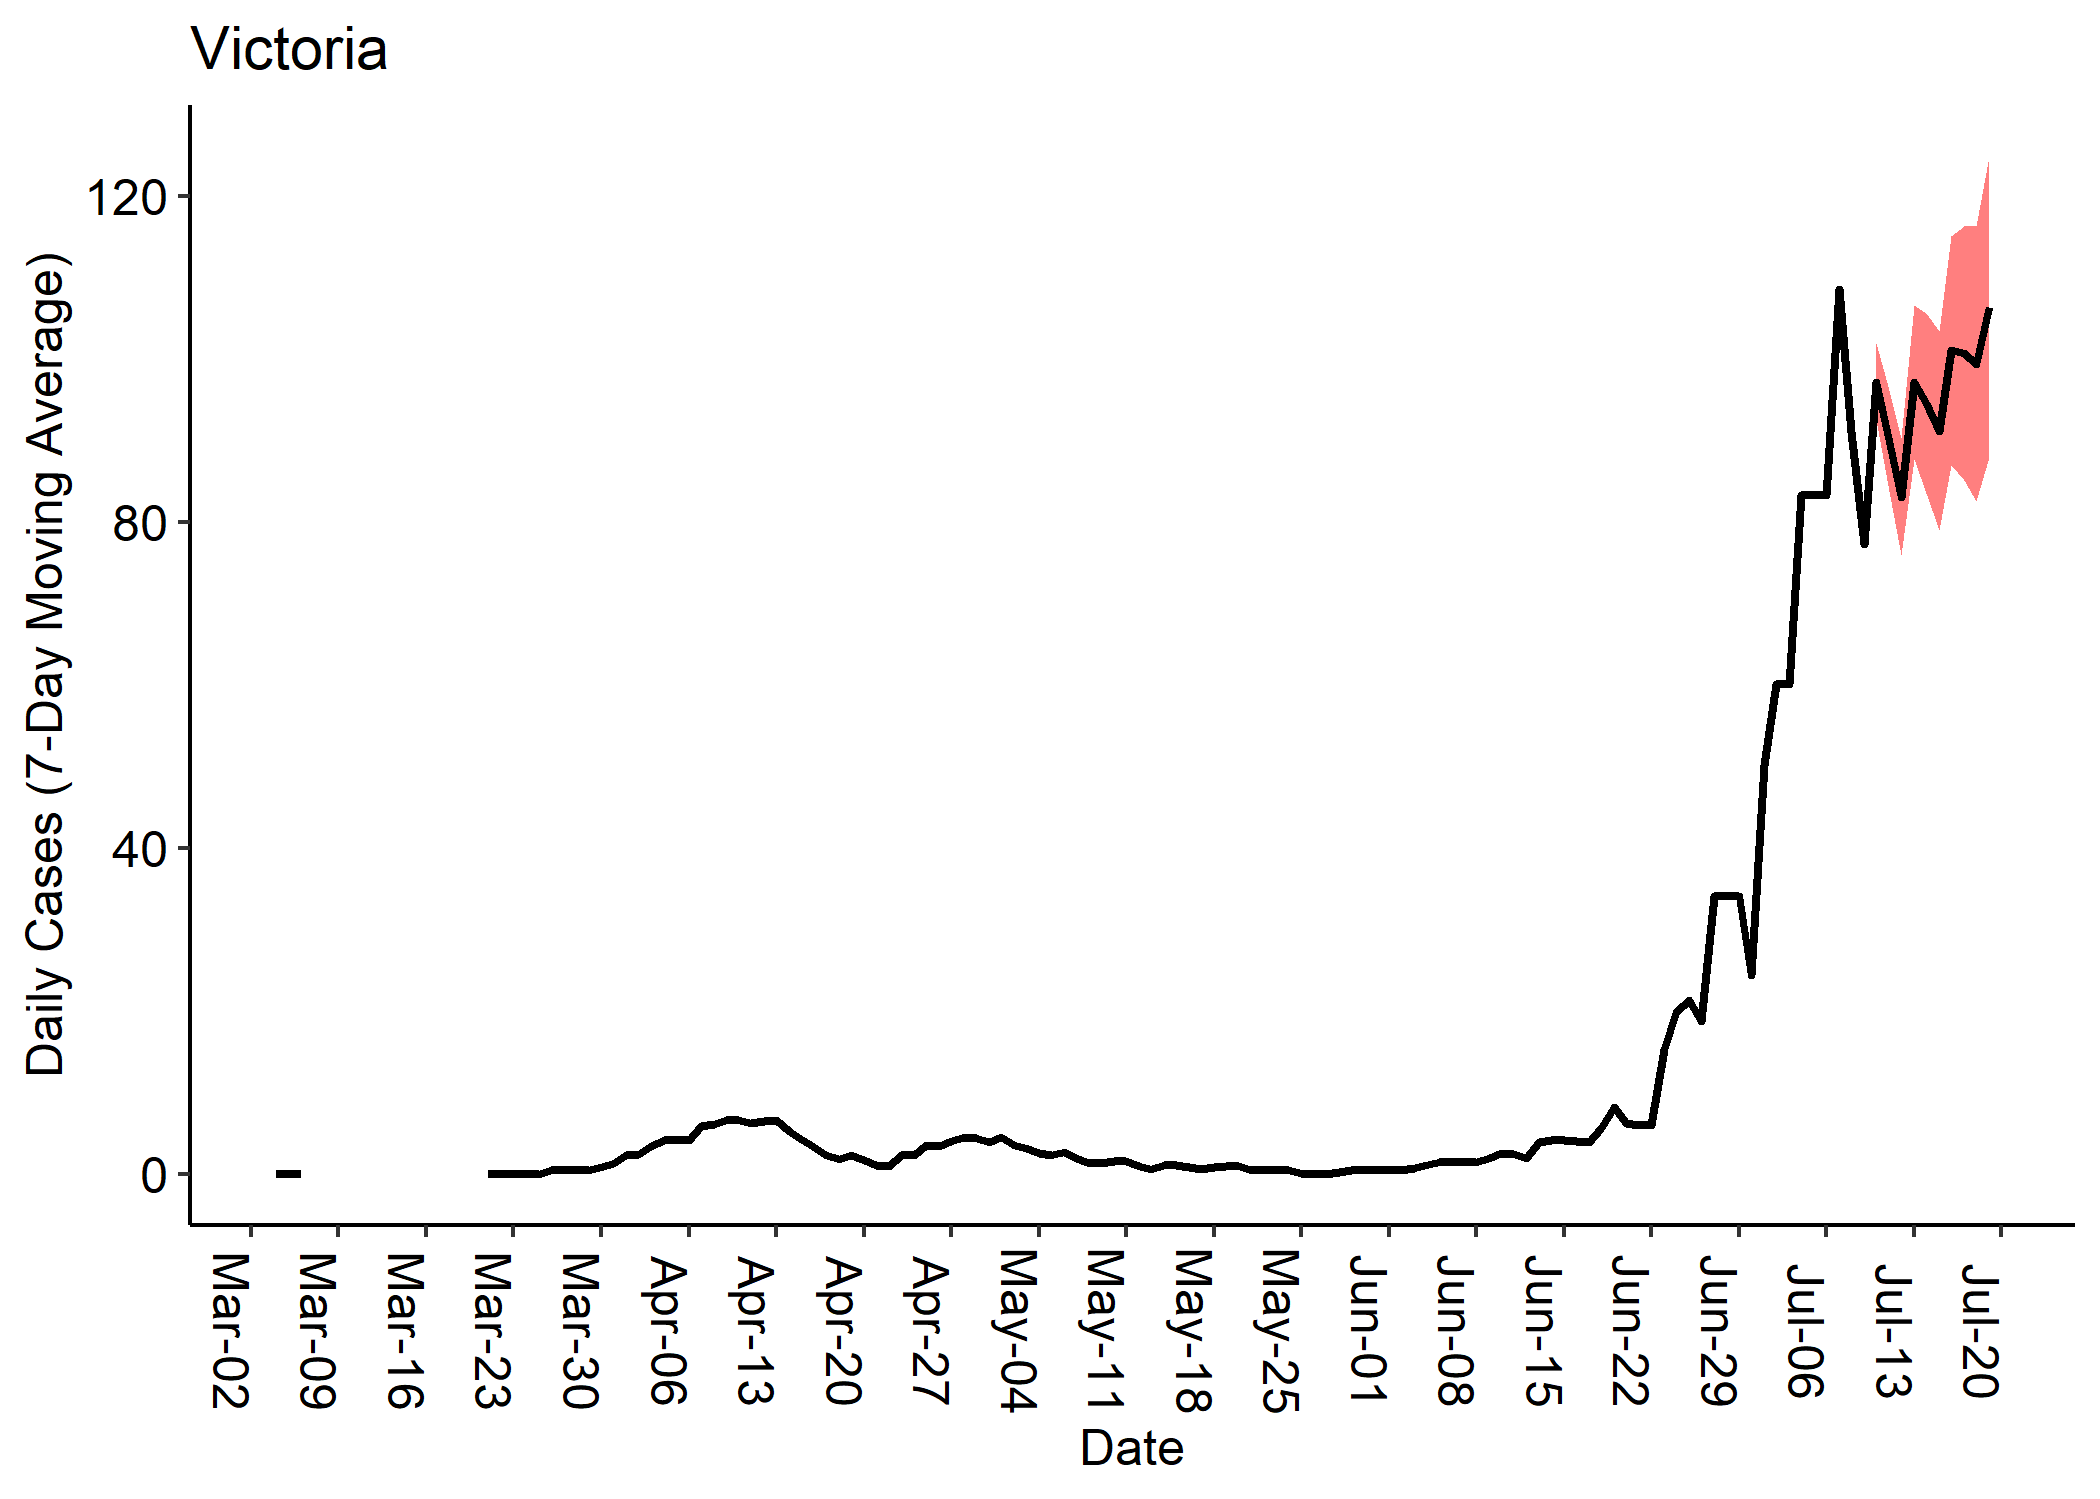 Victoria
Daily Cases (7-Day Moving Average)
120
80
40
0
Mar-02
Mar-09
Mar-16
Mar-23
Mar-30
Apr-06
Apr-13
Apr-20
Apr-27
May-04
May-11
May-18
May-25
Jun-01
Jun-08
Jun-15
Jun-22
Jun-29
Jul-06
Jul-13
Jul-20
Date